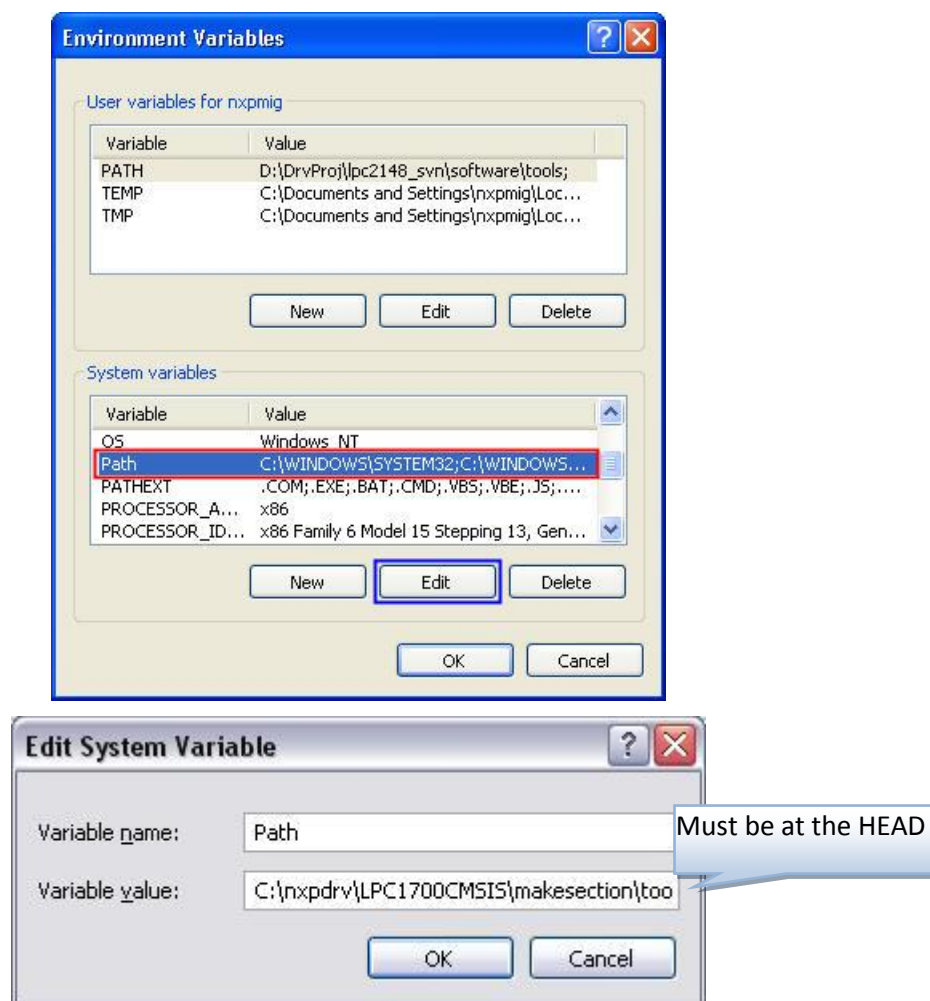 Environment Variables
User variables for nxpmig
Variable Value
PATH D:\DrvProj\lpc2148_svn\software\tools;
TEMP C:\Documents and Settings\nxpmig\Loc...
TMP C:\Documents and Settings\nxpmig\Loc...
New Edit Delete
System variables
Variable Value
OS Windows_NT
Path C:\WINDOWS\SYSTEM32;C:\WINDOWS...
PATHEXT .COM;.EXE;.BAT;.CMD;.VBS;.VBE;.JS;....
PROCESSOR_A... x86
PROCESSOR_ID... x86 Family 6 Model 15 Stepping 13, Gen...
New Edit Delete
OK Cancel
Edit System Variable
Variable name: Path
Must be at the HEAD
Variable value: C:\nxpdrv\LPC1700CMSIS\makesection\too
OK Cancel